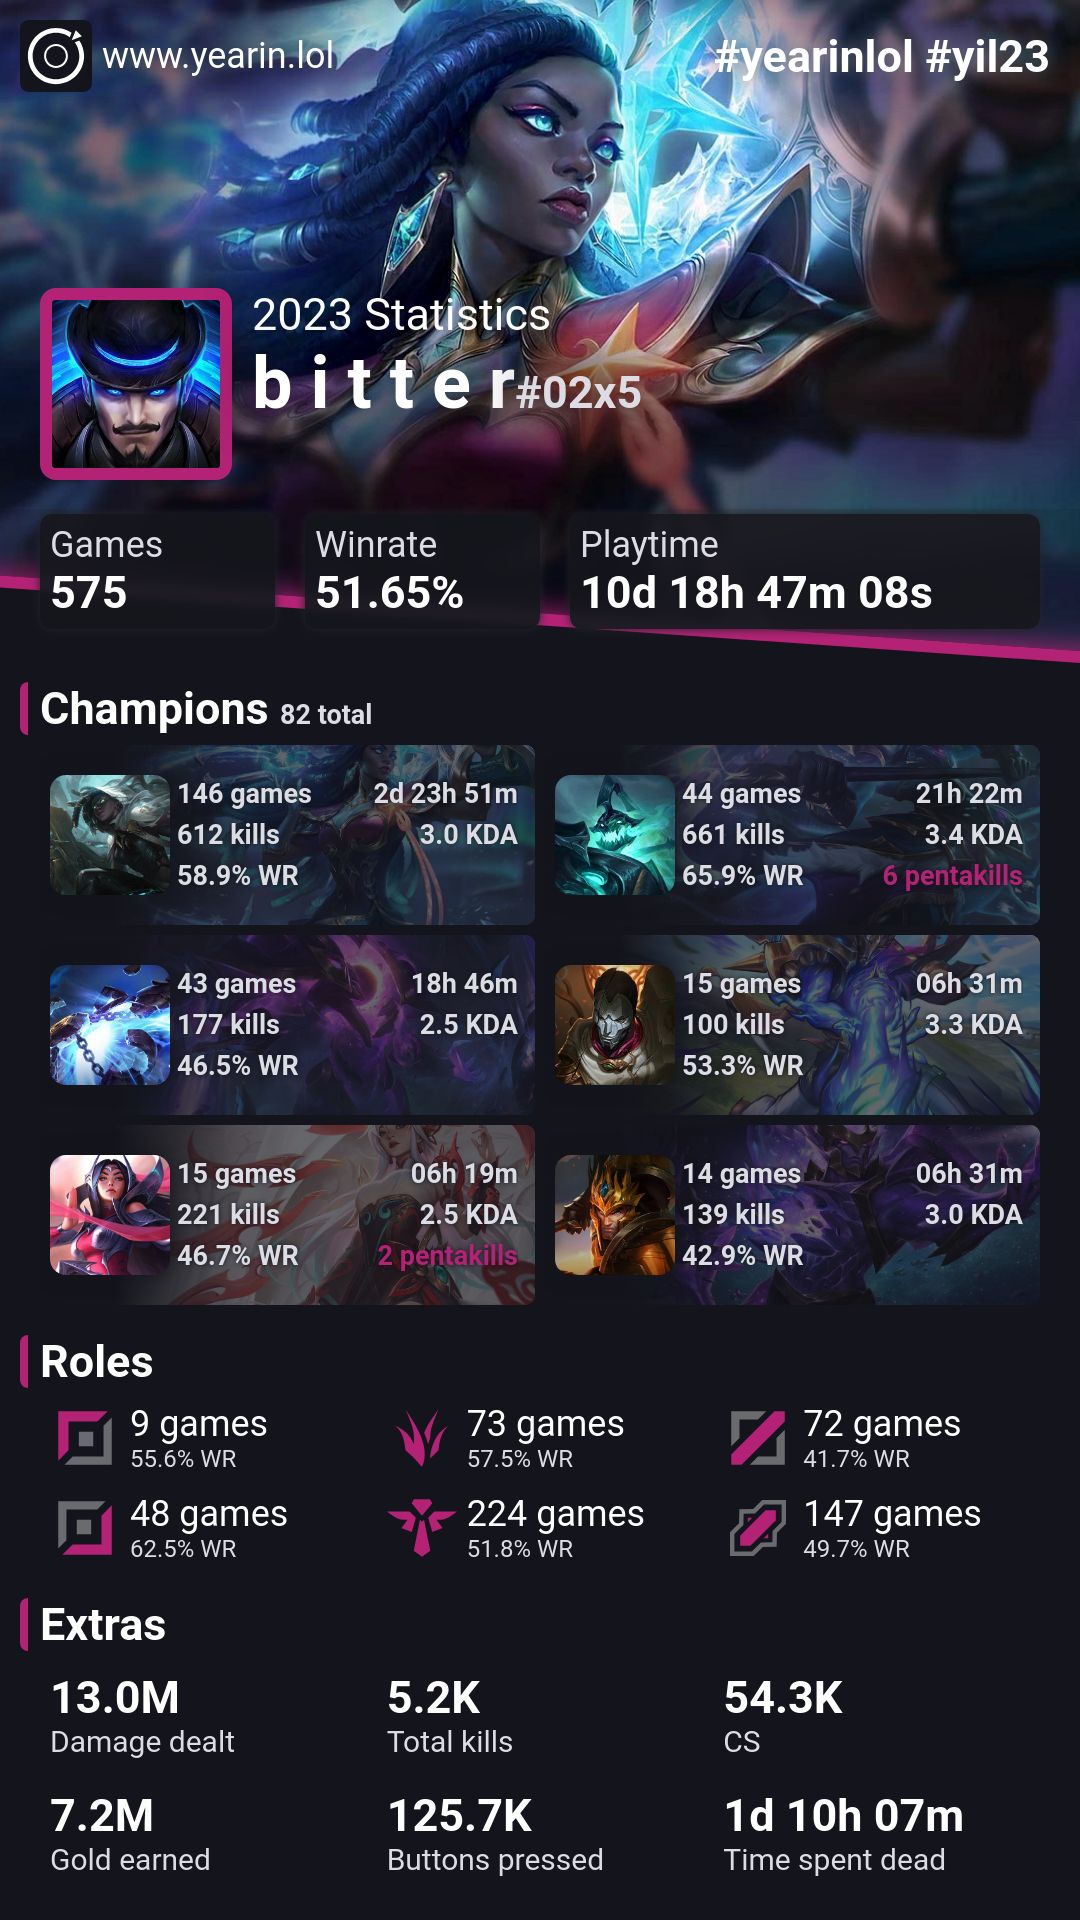 www.yearin.lol
#yearinlol #yil23
2023 Statistics
b i t t e r#02x5
Games
575
Winrate
51.65%
Playtime
10d 18h 47m 08s
Champions 82 total
146 games 2d 23h 51m
612 kills 3.0 KDA
58.9% WR
44 games 21h 22m
661 kills 3.4 KDA
65.9% WR 6 pentakills
43 games 18h 46m
177 kills 2.5 KDA
46.5% WR
15 games 06h 31m
100 kills 3.3 KDA
53.3% WR
15 games 06h 19m
221 kills 2.5 KDA
46.7% WR 2 pentakills
14 games 06h 31m
139 kills 3.0 KDA
42.9% WR
Roles
9 games
55.6% WR
73 games
57.5% WR
72 games
41.7% WR
48 games
62.5% WR
224 games
51.8% WR
147 games
49.7% WR
Extras
13.0M
Damage dealt
5.2K
Total kills
54.3K
CS
7.2M
Gold earned
125.7K
Buttons pressed
1d 10h 07m
Time spent dead